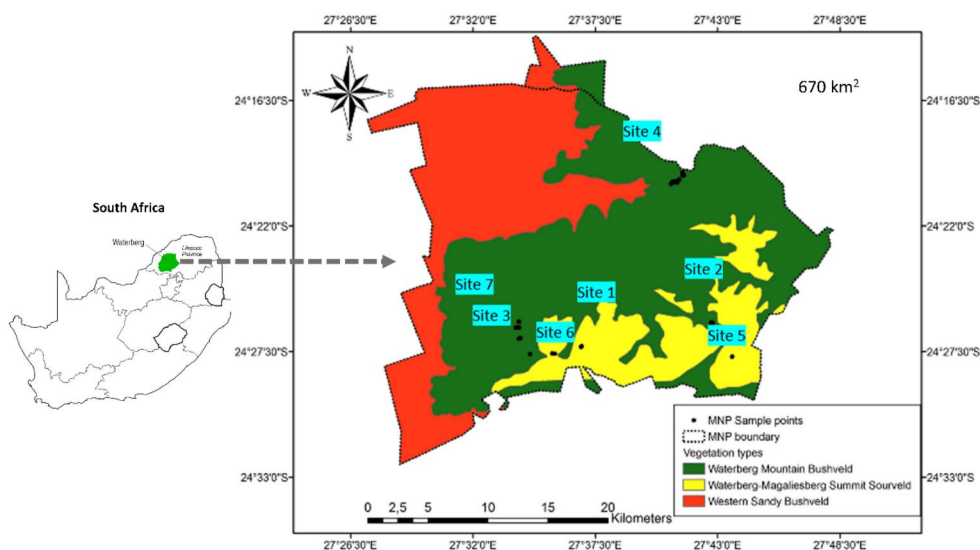 27°26'30"E 27°32'0"E 27°37'30"E 27°43'0"E 27°48'30"E
N
W E
S
670 km2
24°16'30"S 24°16'30"S
Site 4
South Africa
Waterberg
Limpopo
Province
24°22'0"S 24°22'0"S
Site 2
Site 7
Site 1
Site 3
Site 6
Site 5
24°27'30"S 24°27'30"S
MNP Sample points
MNP boundary
Vegetation types
Waterberg Mountain Bushveld
Waterberg-Magaliesberg Summit Sourveld
Western Sandy Bushveld
24°33'0"S 24°33'0"S
0 2,5 5 10 15 20
Kilometers
27°26'30"E 27°32'0"E 27°37'30"E 27°43'0"E 27°48'30"E